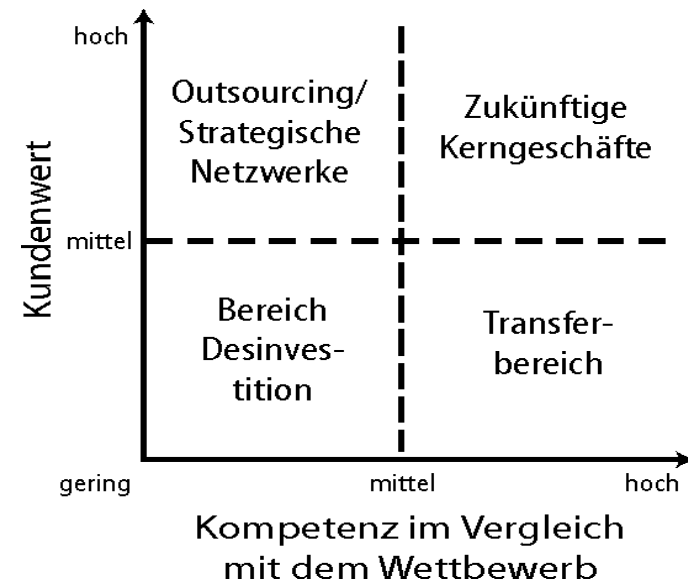 hoch
Outsourcing/
Strategische
Netzwerke
Zukünftige
Kerngeschäfte
Kundenwert
mittel
Bereich
Desinves-
tition
Transfer-
bereich
gering
mittel
hoch
Kompetenz im Vergleich
mit dem Wettbewerb